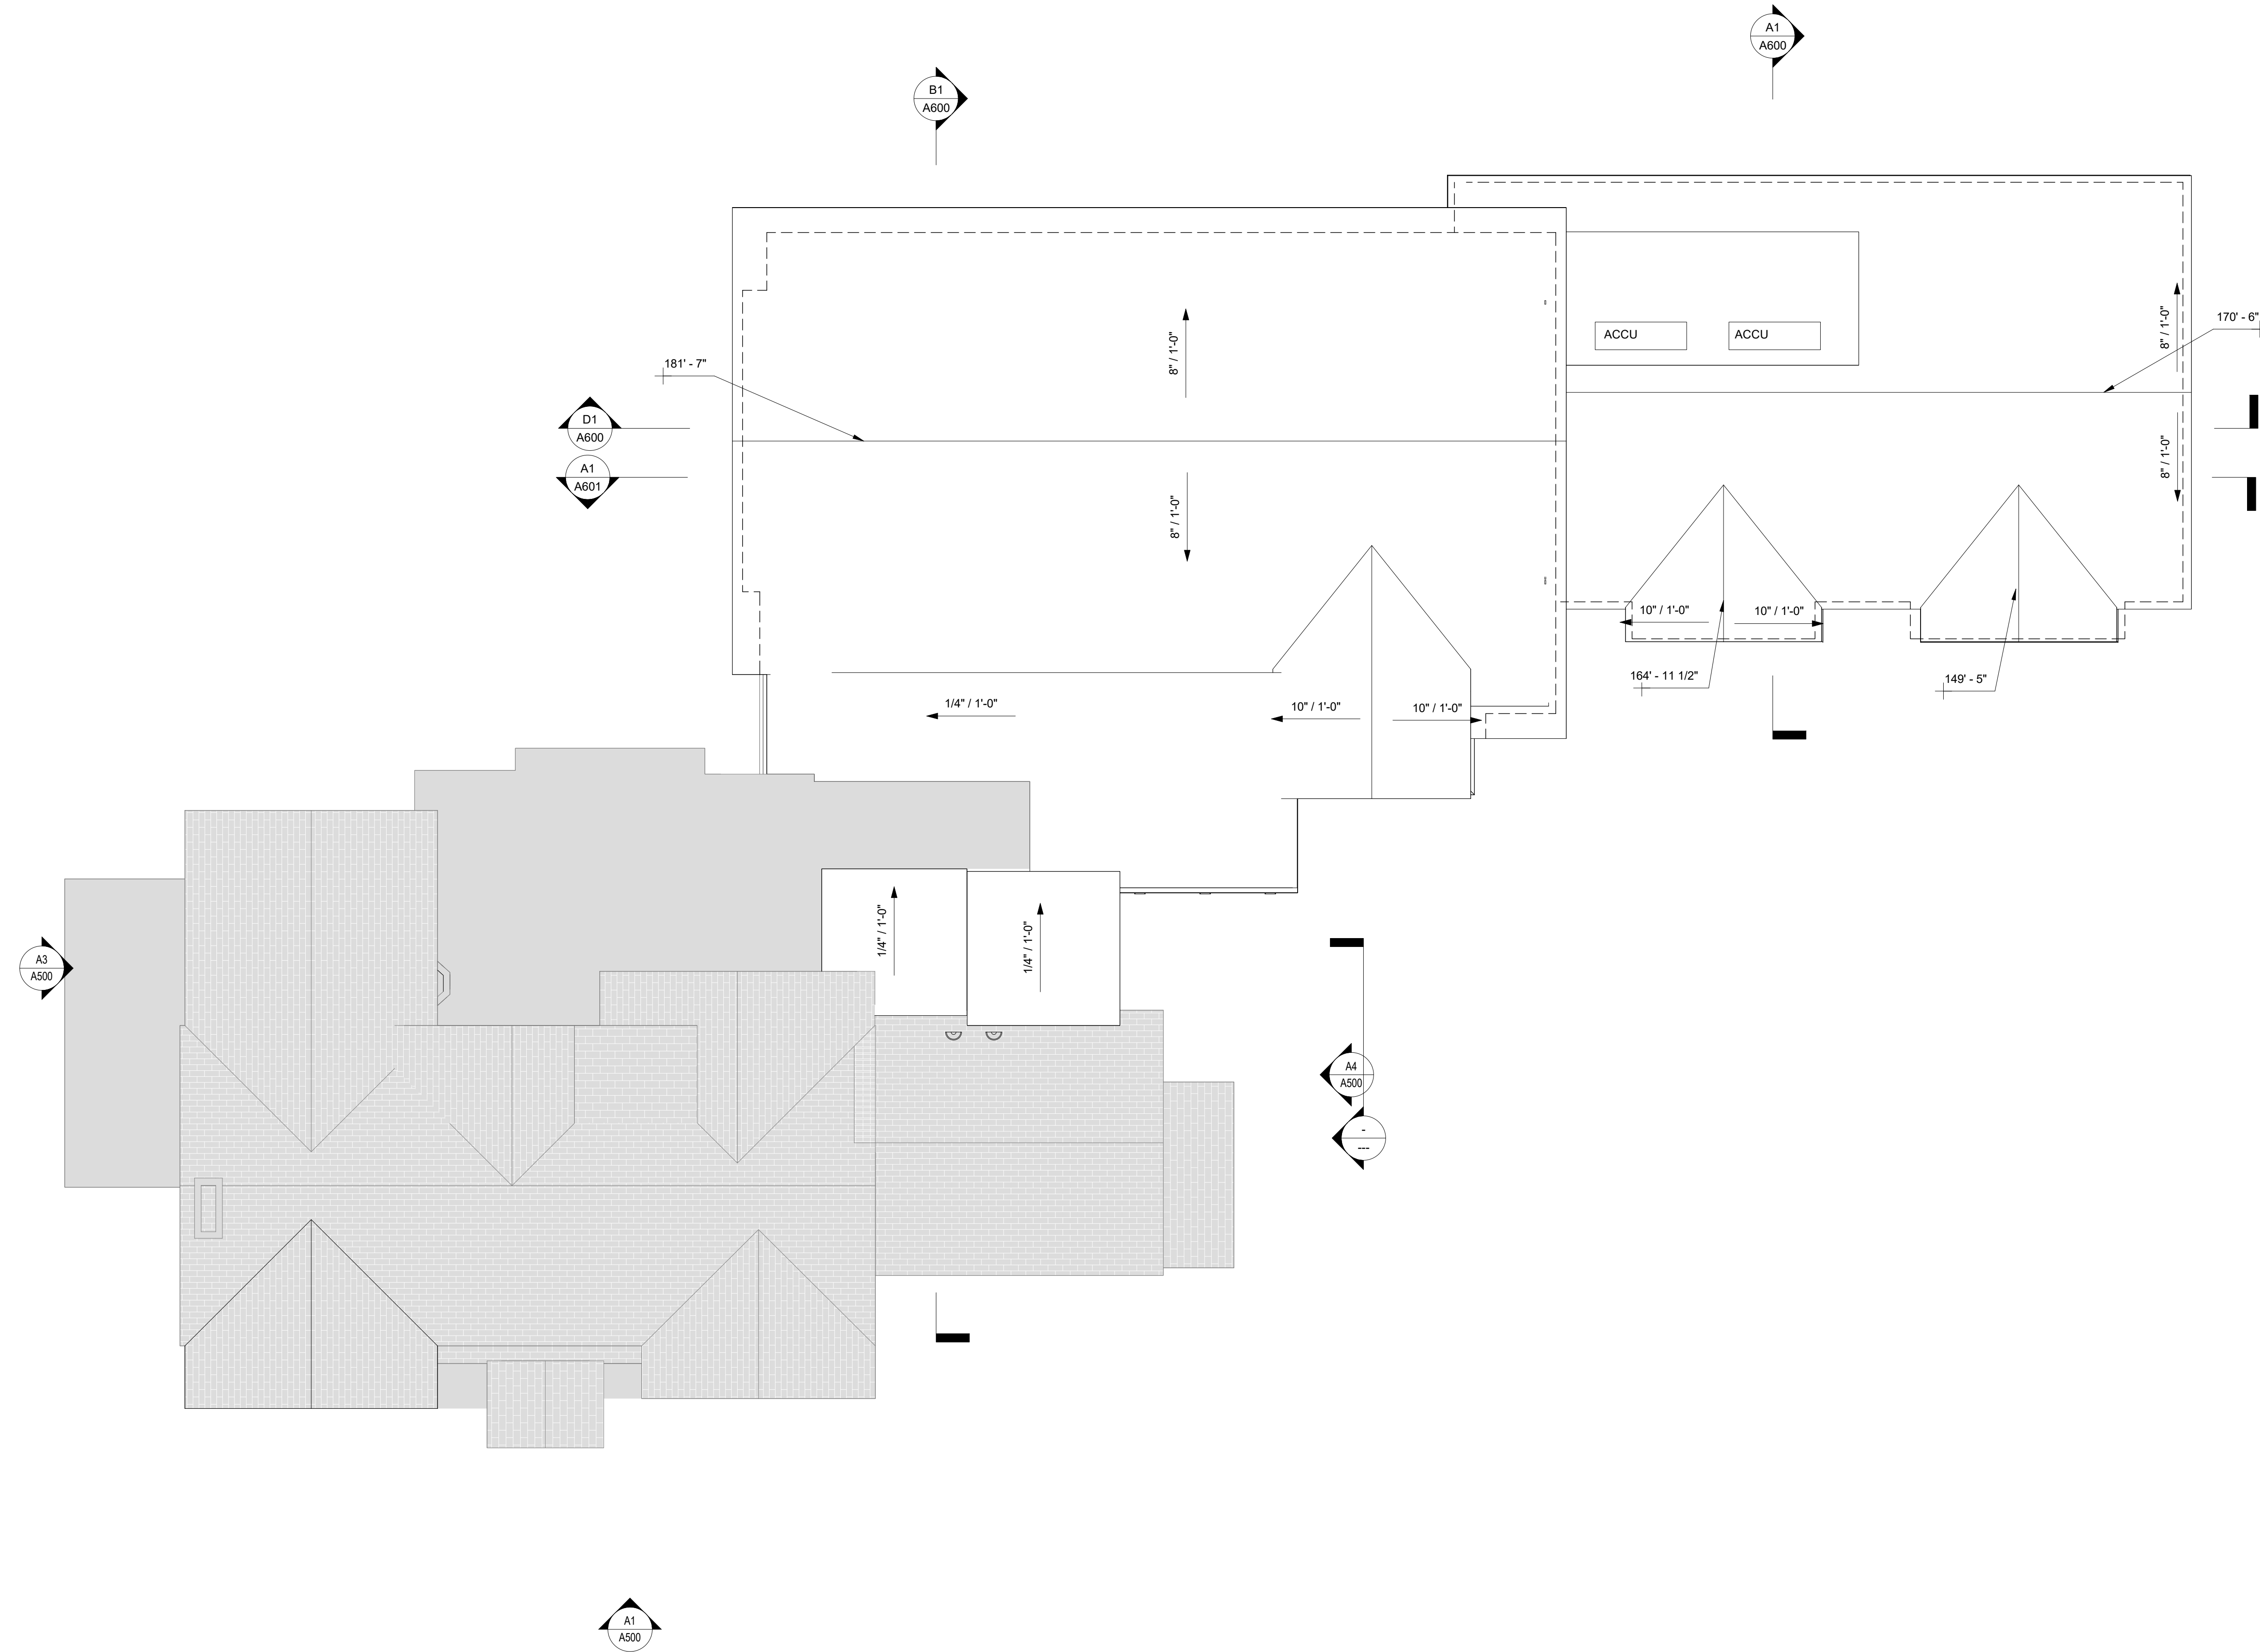 A1
A600
B1
A600
170' - 6"
8" / 1'-0"
ACCU
ACCU
8" / 1'-0"
181' - 7"
D1
A600
8" / 1'-0"
A1
A601
8" / 1'-0"
10" / 1'-0"
10" / 1'-0"
164' - 11 1/2"
149' - 5"
1/4" / 1'-0"
10" / 1'-0"
10" / 1'-0"
1/4" / 1'-0"
1/4" / 1'-0"
A3
A500
A4
A500
-
---
A1
A500